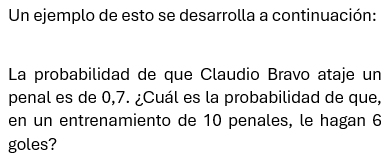 Un ejemplo de esto se desarrolla a continuación:
La probabilidad de que Claudio Bravo ataje un
penal es de 0,7. ¿Cuál es la probabilidad de que,
en un entrenamiento de 10 penales, le hagan 6
goles?